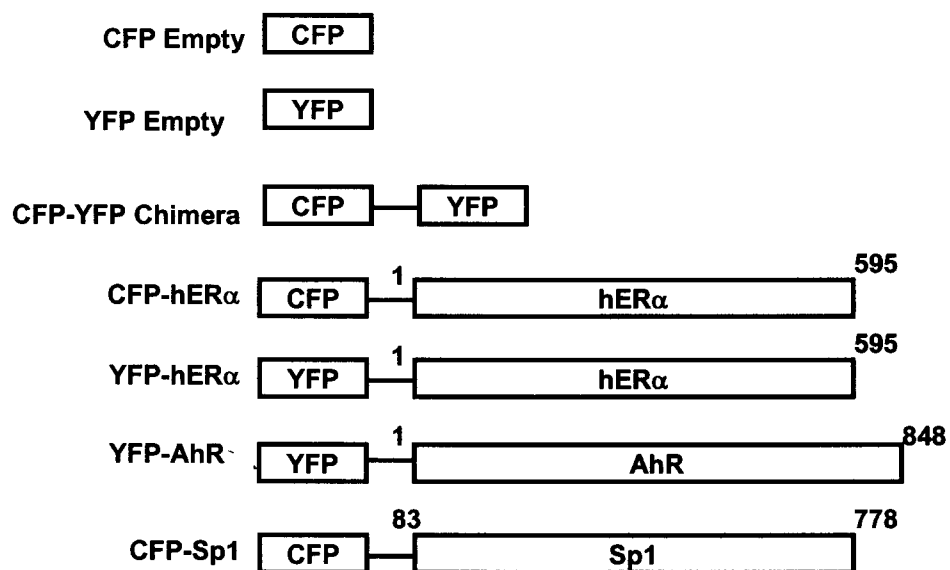 CFP Empty CFP
YFP Empty YFP
CFP-YFP Chimera CFP YFP
1 595
CFP-hERα CFP hERα
1 595
YFP-hERα YFP hERα
1 848
YFP-AhR YFP AhR
83 778
CFP-Sp1 CFP Sp1